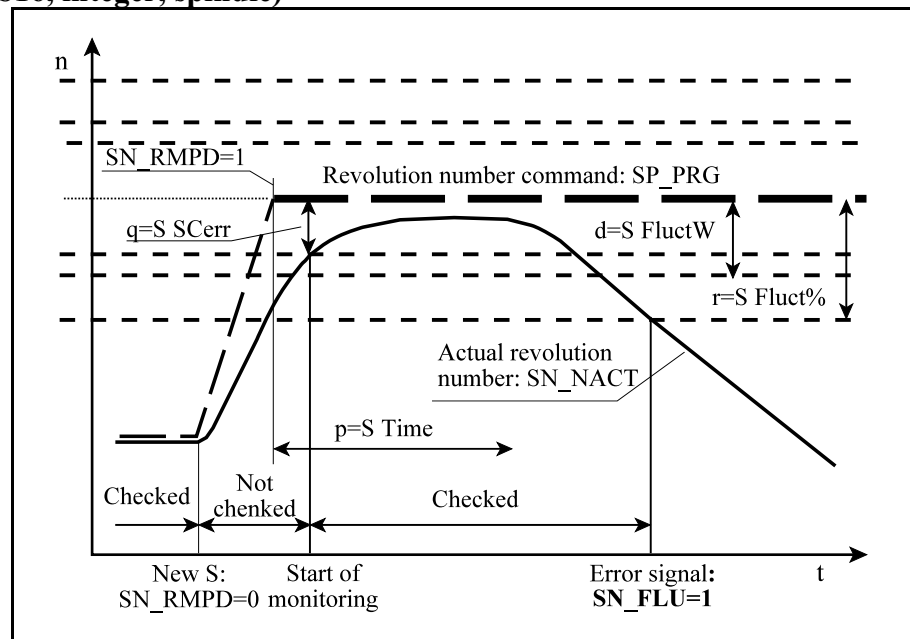 n
SN_RMPD=1
Revolution number command: SP_PRG
q=S SCerr
d=S FluctW
r=S Fluct%
Actual revolution
number: SN_NACT
p=S Time
Checked
Not
chenked
Checked
New S:
SN_RMPD=0
Start of
monitoring
Error signal:
SN_FLU=1
t